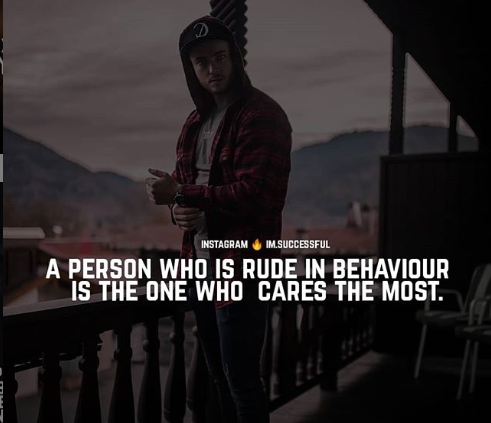 INSTAGRAM 🔥 IM.SUCCESSFUL
A PERSON WHO IS RUDE IN BEHAVIOUR
IS THE ONE WHO CARES THE MOST.